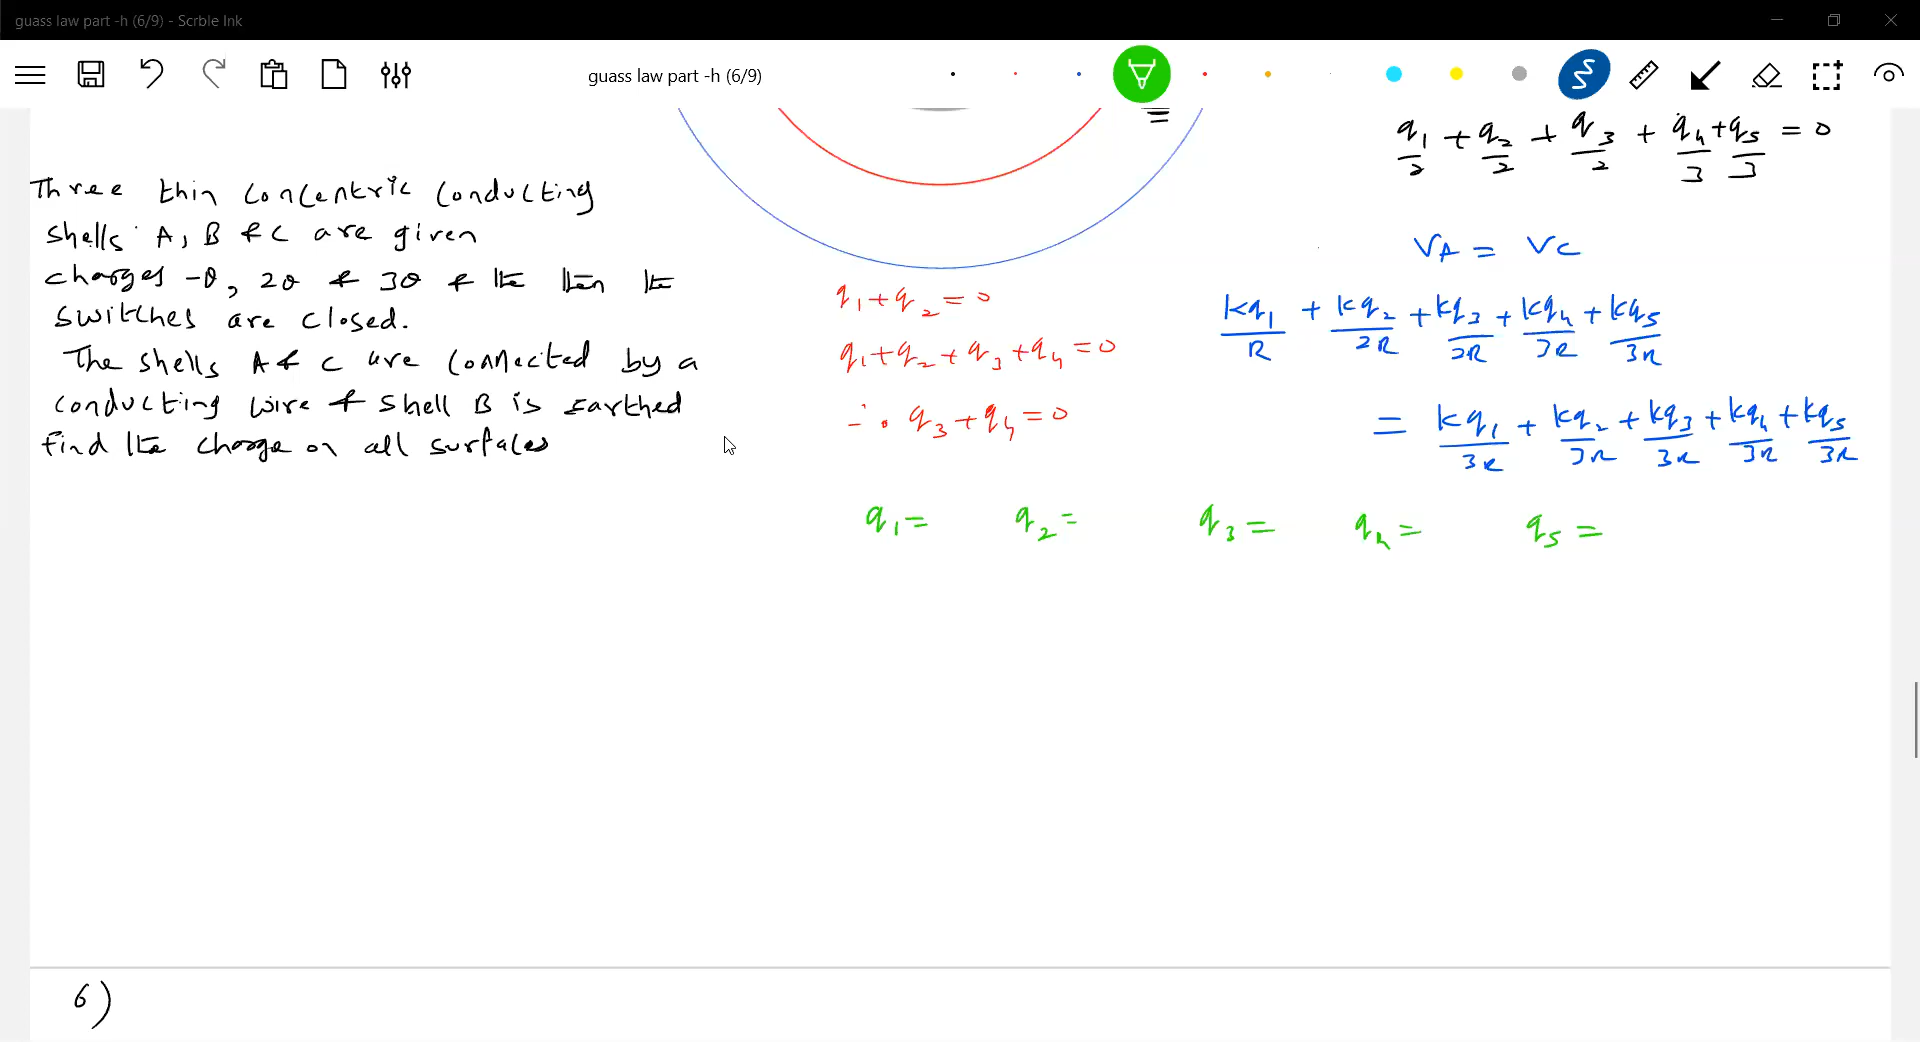 guass law part -h (6/9) - Scrble Ink
guass law part -h (6/9)
q₁/2 + q₂/2 + q₃/2 + q₄/3 + q₅/3 = 0
Three thin concentric conducting
shells A, B & C are given
charges -Q, 2Q & 3Q & the then the
switches are closed.
The shells A & C are connected by a
conducting wire & shell B is Earthed
find the charge on all surfaces
q₁ + q₂ = 0
q₁ + q₂ + q₃ + q₄ = 0
∴ q₃ + q₄ = 0
VA = VC
kq₁/R + kq₂/2R + kq₃/2R + kq₄/3R + kq₅/3R
= kq₁/3R + kq₂/3R + kq₃/3R + kq₄/3R + kq₅/3R
q₁ = q₂ = q₃ = q₄ = q₅ =
6)